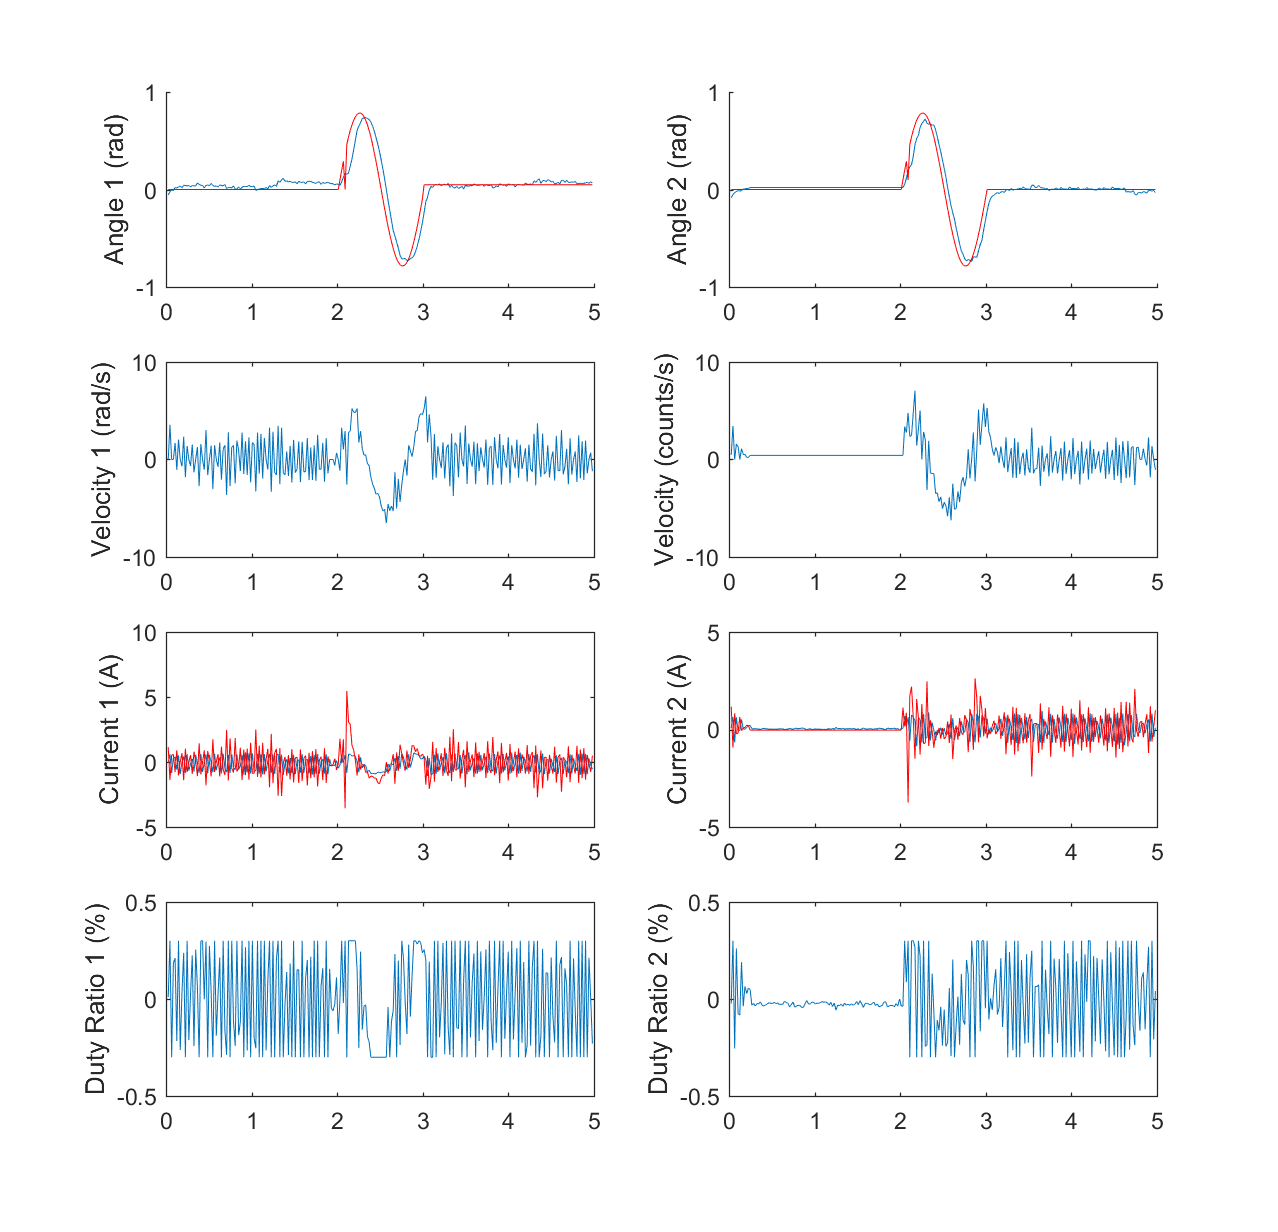 Angle 1 (rad)
1
0
-1
0 1 2 3 4 5
Angle 2 (rad)
1
0
-1
0 1 2 3 4 5
Velocity 1 (rad/s)
10
0
-10
0 1 2 3 4 5
Velocity (counts/s)
10
0
-10
0 1 2 3 4 5
Current 1 (A)
10
5
0
-5
0 1 2 3 4 5
Current 2 (A)
5
0
-5
0 1 2 3 4 5
Duty Ratio 1 (%)
0.5
0
-0.5
0 1 2 3 4 5
Duty Ratio 2 (%)
0.5
0
-0.5
0 1 2 3 4 5